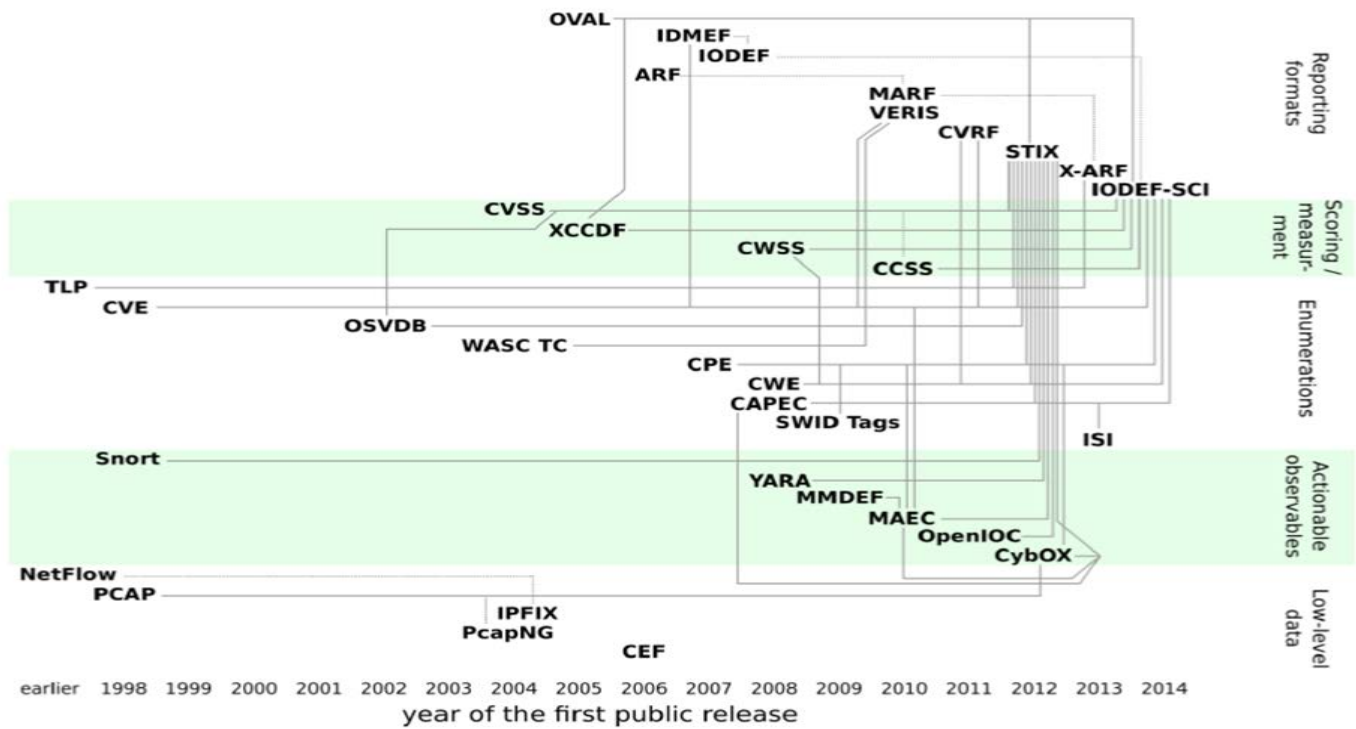 OVAL
IDMEF
IODEF
ARF
MARF
VERIS
CVRF
STIX
X-ARF
IODEF-SCI
Reporting
formats
CVSS
XCCDF
CWSS
CCSS
Scoring /
measur-
ment
TLP
CVE
OSVDB
WASC TC
CPE
CWE
CAPEC
SWID Tags
ISI
Enumerations
Snort
YARA
MMDEF
MAEC
OpenIOC
CybOX
Actionable
observables
NetFlow
PCAP
IPFIX
PcapNG
CEF
Low-level
data
earlier 1998 1999 2000 2001 2002 2003 2004 2005 2006 2007 2008 2009 2010 2011 2012 2013 2014
year of the first public release